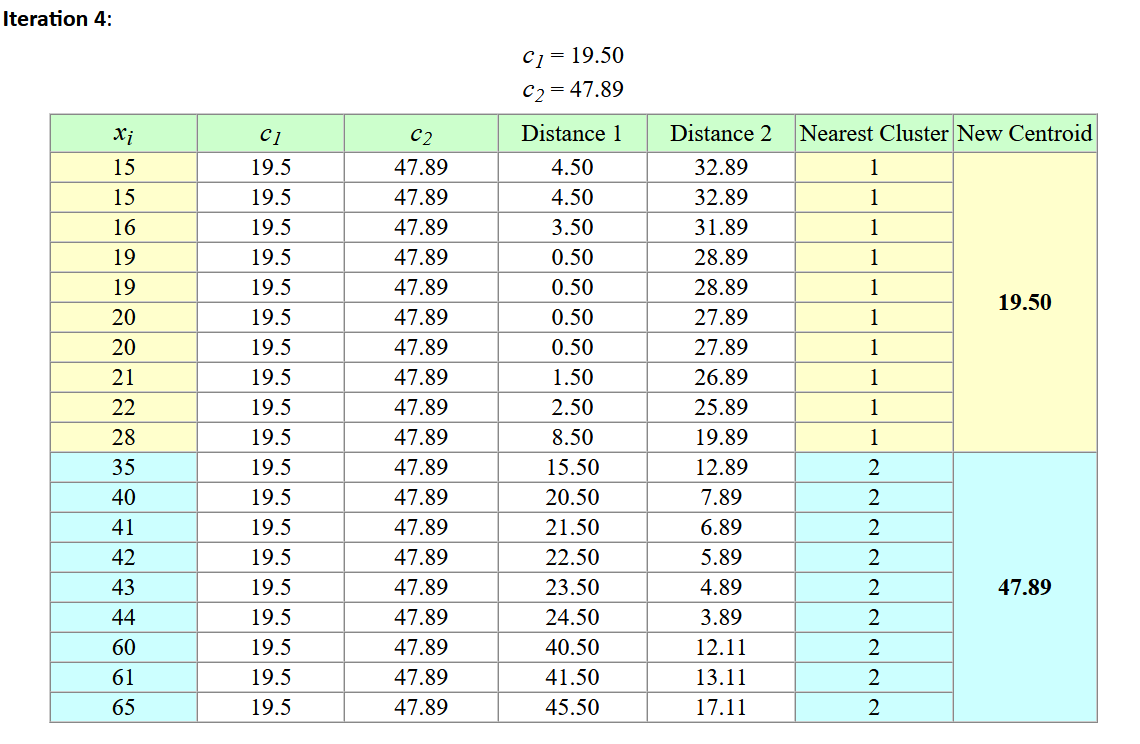 Iteration 4:
c1 = 19.50
c2 = 47.89
xi c1 c2 Distance 1 Distance 2 Nearest Cluster New Centroid
15 19.5 47.89 4.50 32.89 1
15 19.5 47.89 4.50 32.89 1
16 19.5 47.89 3.50 31.89 1
19 19.5 47.89 0.50 28.89 1
19 19.5 47.89 0.50 28.89 1
19.50
20 19.5 47.89 0.50 27.89 1
20 19.5 47.89 0.50 27.89 1
21 19.5 47.89 1.50 26.89 1
22 19.5 47.89 2.50 25.89 1
28 19.5 47.89 8.50 19.89 1
35 19.5 47.89 15.50 12.89 2
40 19.5 47.89 20.50 7.89 2
41 19.5 47.89 21.50 6.89 2
42 19.5 47.89 22.50 5.89 2
43 19.5 47.89 23.50 4.89 2 47.89
44 19.5 47.89 24.50 3.89 2
60 19.5 47.89 40.50 12.11 2
61 19.5 47.89 41.50 13.11 2
65 19.5 47.89 45.50 17.11 2